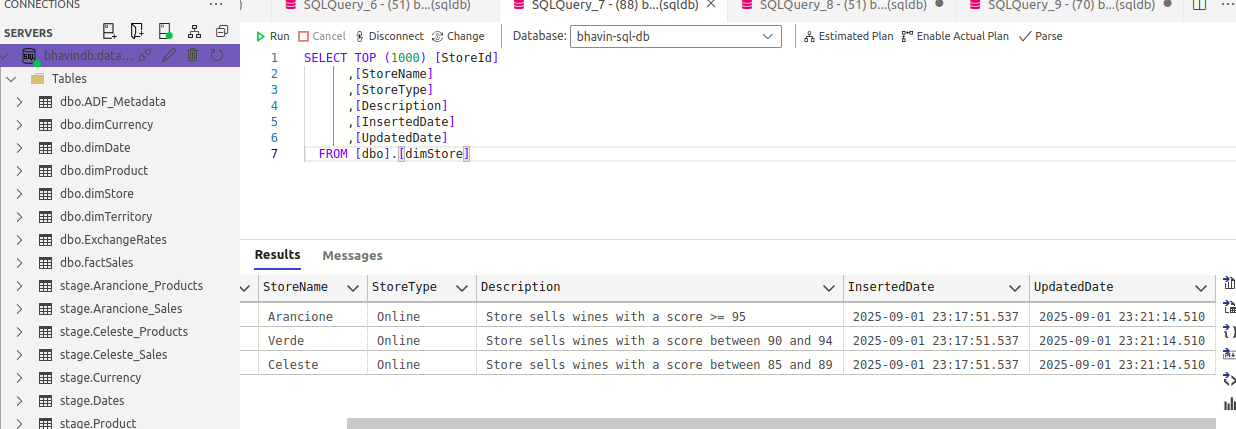 CONNECTIONS ...
SQLQuery_6 - (51) b...(sqldb)
SQLQuery_7 - (88) b...(sqldb)
SQLQuery_8 - (51) b...(sqldb)
SQLQuery_9 - (70) b...(sqldb)
SERVERS
Run Cancel Disconnect Change Database: bhavin-sql-db Estimated Plan Enable Actual Plan Parse
bhavindb.data...
Tables
dbo.ADF_Metadata
dbo.dimCurrency
dbo.dimDate
dbo.dimProduct
dbo.dimStore
dbo.dimTerritory
dbo.ExchangeRates
dbo.factSales
stage.Arancione_Products
stage.Arancione_Sales
stage.Celeste_Products
stage.Celeste_Sales
stage.Currency
stage.Dates
stage.Product
1 SELECT TOP (1000) [StoreId]
2 ,[StoreName]
3 ,[StoreType]
4 ,[Description]
5 ,[InsertedDate]
6 ,[UpdatedDate]
7 FROM [dbo].[dimStore]
Results Messages
StoreName StoreType Description InsertedDate UpdatedDate
Arancione Online Store sells wines with a score >= 95 2025-09-01 23:17:51.537 2025-09-01 23:21:14.510
Verde Online Store sells wines with a score between 90 and 94 2025-09-01 23:17:51.537 2025-09-01 23:21:14.510
Celeste Online Store sells wines with a score between 85 and 89 2025-09-01 23:17:51.537 2025-09-01 23:21:14.510